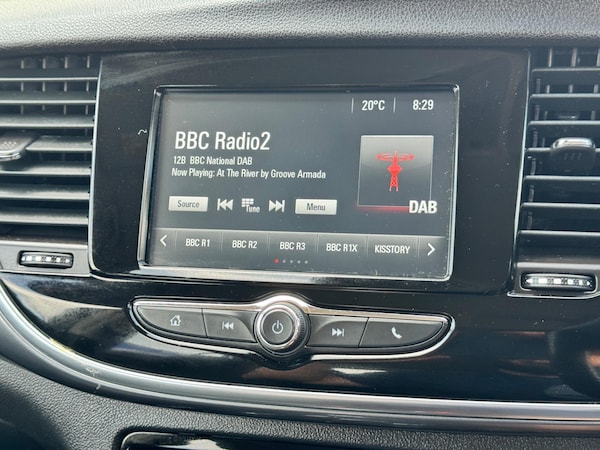 20°C 8:29
BBC Radio2
12B BBC National DAB
Now Playing: At The River by Groove Armada
Source Tune Menu
DAB
BBC R1 BBC R2 BBC R3 BBC R1X KISSTORY